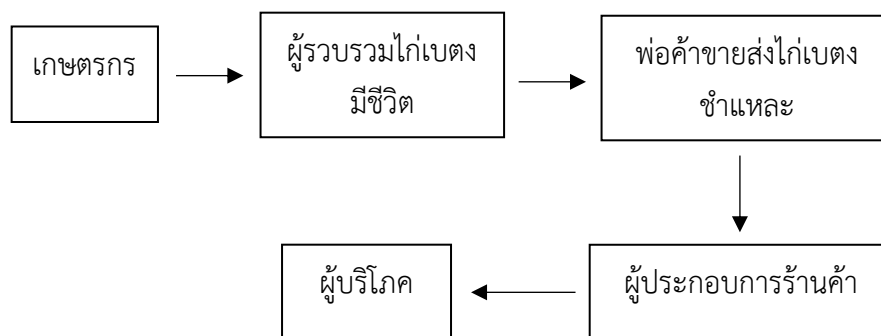 เกษตรกร
ผู้รวบรวมไก่เบตง
มีชีวิต
พ่อค้าขายส่งไก่เบตง
ชำแหละ
ผู้ประกอบการร้านค้า
ผู้บริโภค